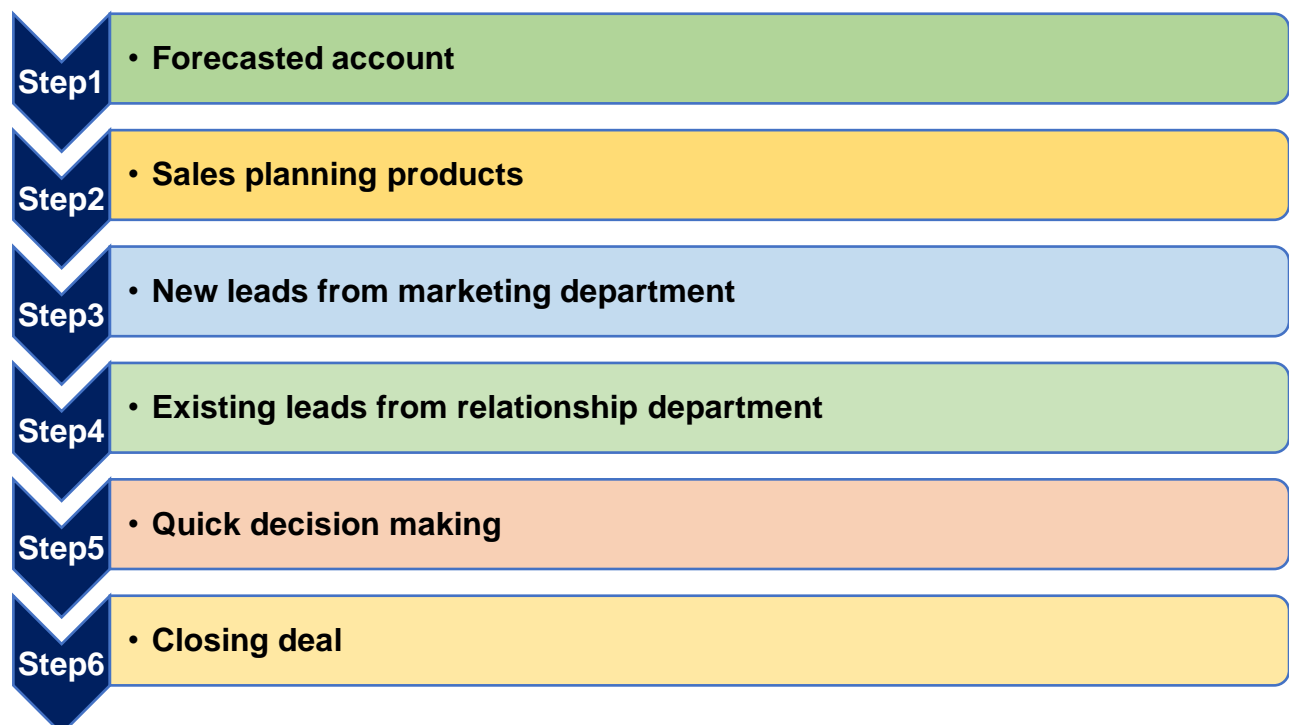 Step1
• Forecasted account
Step2
• Sales planning products
Step3
• New leads from marketing department
Step4
• Existing leads from relationship department
Step5
• Quick decision making
Step6
• Closing deal